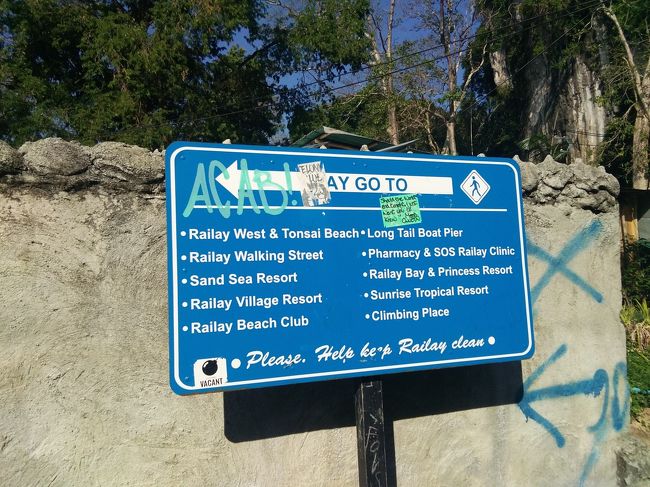 ACAB!
AY GO TO
• Railay West & Tonsai Beach
• Railay Walking Street
• Sand Sea Resort
• Railay Village Resort
• Railay Beach Club
• Long Tail Boat Pier
• Pharmacy & SOS Railay Clinic
• Railay Bay & Princess Resort
• Sunrise Tropical Resort
• Climbing Place
• Please. Help keep Railay clean •
VACANT